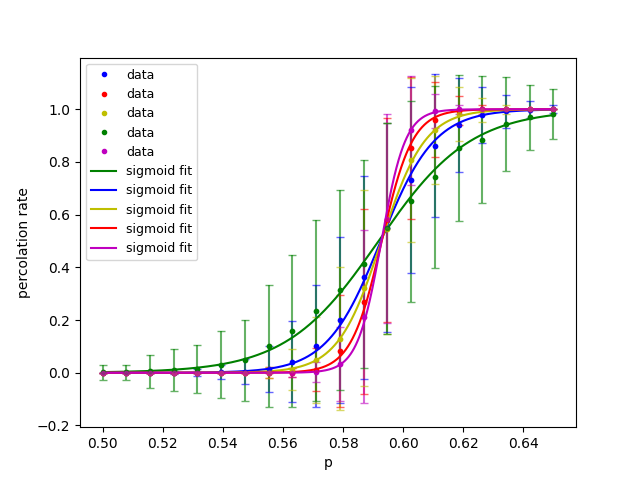 data
data
data
data
data
sigmoid fit
sigmoid fit
sigmoid fit
sigmoid fit
sigmoid fit
percolation rate
1.0
0.8
0.6
0.4
0.2
0.0
−0.2
0.50 0.52 0.54 0.56 0.58 0.60 0.62 0.64
p